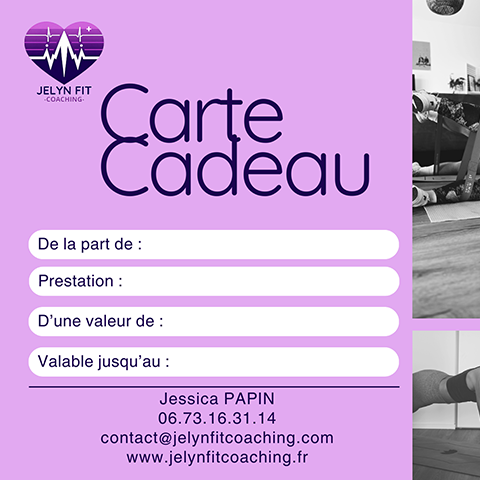 JELYN FIT
-COACHING-
Carte
Cadeau
De la part de :
Prestation :
D'une valeur de :
Valable jusqu'au :
Jessica PAPIN
06.73.16.31.14
contact@jelynfitcoaching.com
www.jelynfitcoaching.fr